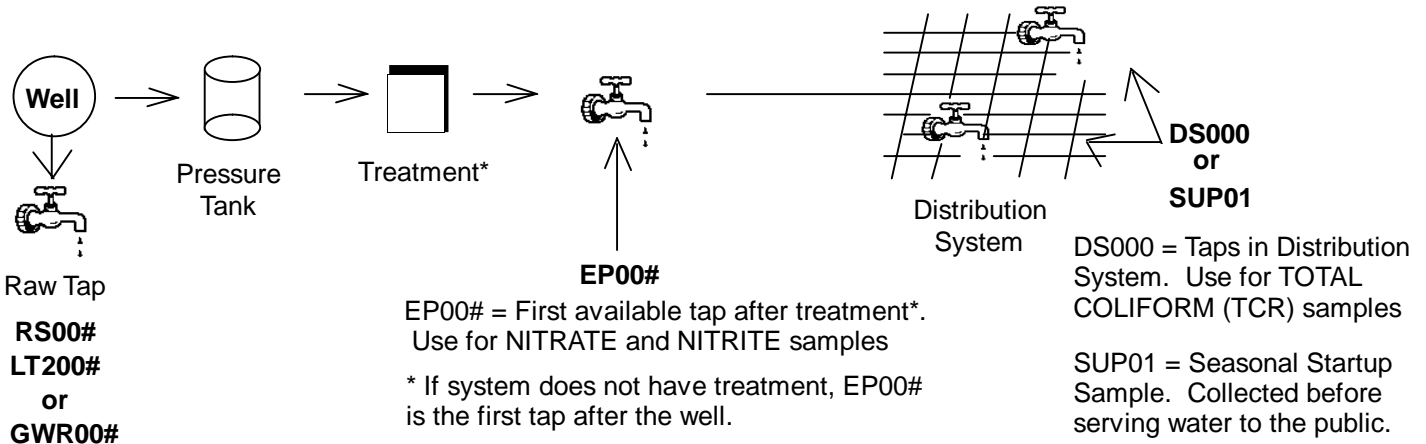 Well
Pressure
Tank
Treatment*
Raw Tap
RS00#
LT200#
or
GWR00#
EP00#
EP00# = First available tap after treatment*.
Use for NITRATE and NITRITE samples
* If system does not have treatment, EP00#
is the first tap after the well.
Distribution
System
DS000
or
SUP01
DS000 = Taps in Distribution
System. Use for TOTAL
COLIFORM (TCR) samples
SUP01 = Seasonal Startup
Sample. Collected before
serving water to the public.